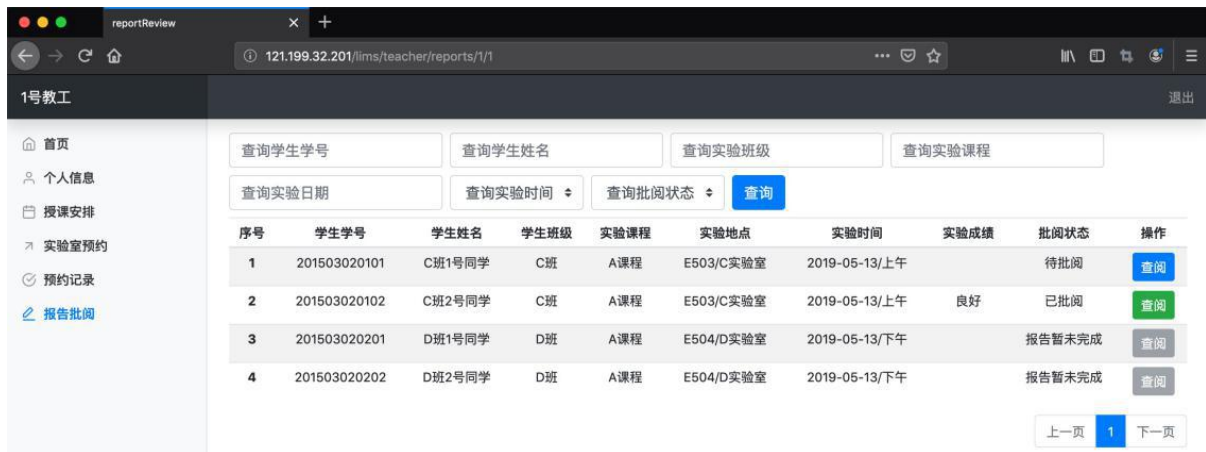 reportReview
121.199.32.201/lims/teacher/reports/1/1
1号教工 退出
首页
个人信息
授课安排
实验室预约
预约记录
报告批阅
查询学生学号 查询学生姓名 查询实验班级 查询实验课程
查询实验日期 查询实验时间 查询批阅状态 查询
序号 学生学号 学生姓名 学生班级 实验课程 实验地点 实验时间 实验成绩 批阅状态 操作
1 201503020101 C班1号同学 C班 A课程 E503/C实验室 2019-05-13/上午 待批阅 查阅
2 201503020102 C班2号同学 C班 A课程 E503/C实验室 2019-05-13/上午 良好 已批阅 查阅
3 201503020201 D班1号同学 D班 A课程 E504/D实验室 2019-05-13/下午 报告暂未完成 查阅
4 201503020202 D班2号同学 D班 A课程 E504/D实验室 2019-05-13/下午 报告暂未完成 查阅
上一页 1 下一页